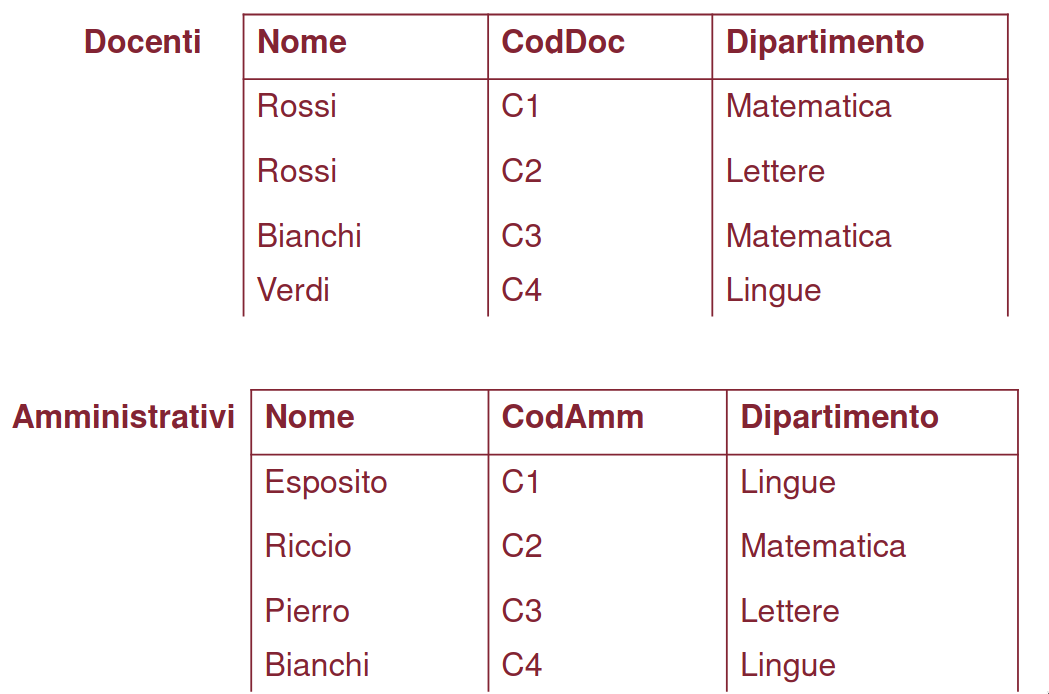 Docenti Nome CodDoc Dipartimento
Rossi C1 Matematica
Rossi C2 Lettere
Bianchi C3 Matematica
Verdi C4 Lingue
Amministrativi Nome CodAmm Dipartimento
Esposito C1 Lingue
Riccio C2 Matematica
Pierro C3 Lettere
Bianchi C4 Lingue